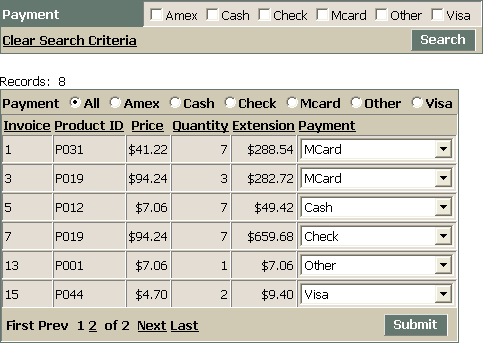 Payment Amex Cash Check Mcard Other Visa
Clear Search Criteria Search
Records: 8
Payment All Amex Cash Check Mcard Other Visa
Invoice Product ID Price Quantity Extension Payment
1 P031 $41.22 7 $288.54 MCard
3 P019 $94.24 3 $282.72 MCard
5 P012 $7.06 7 $49.42 Cash
7 P019 $94.24 7 $659.68 Check
13 P001 $7.06 1 $7.06 Other
15 P044 $4.70 2 $9.40 Visa
First Prev 1 2 of 2 Next Last Submit